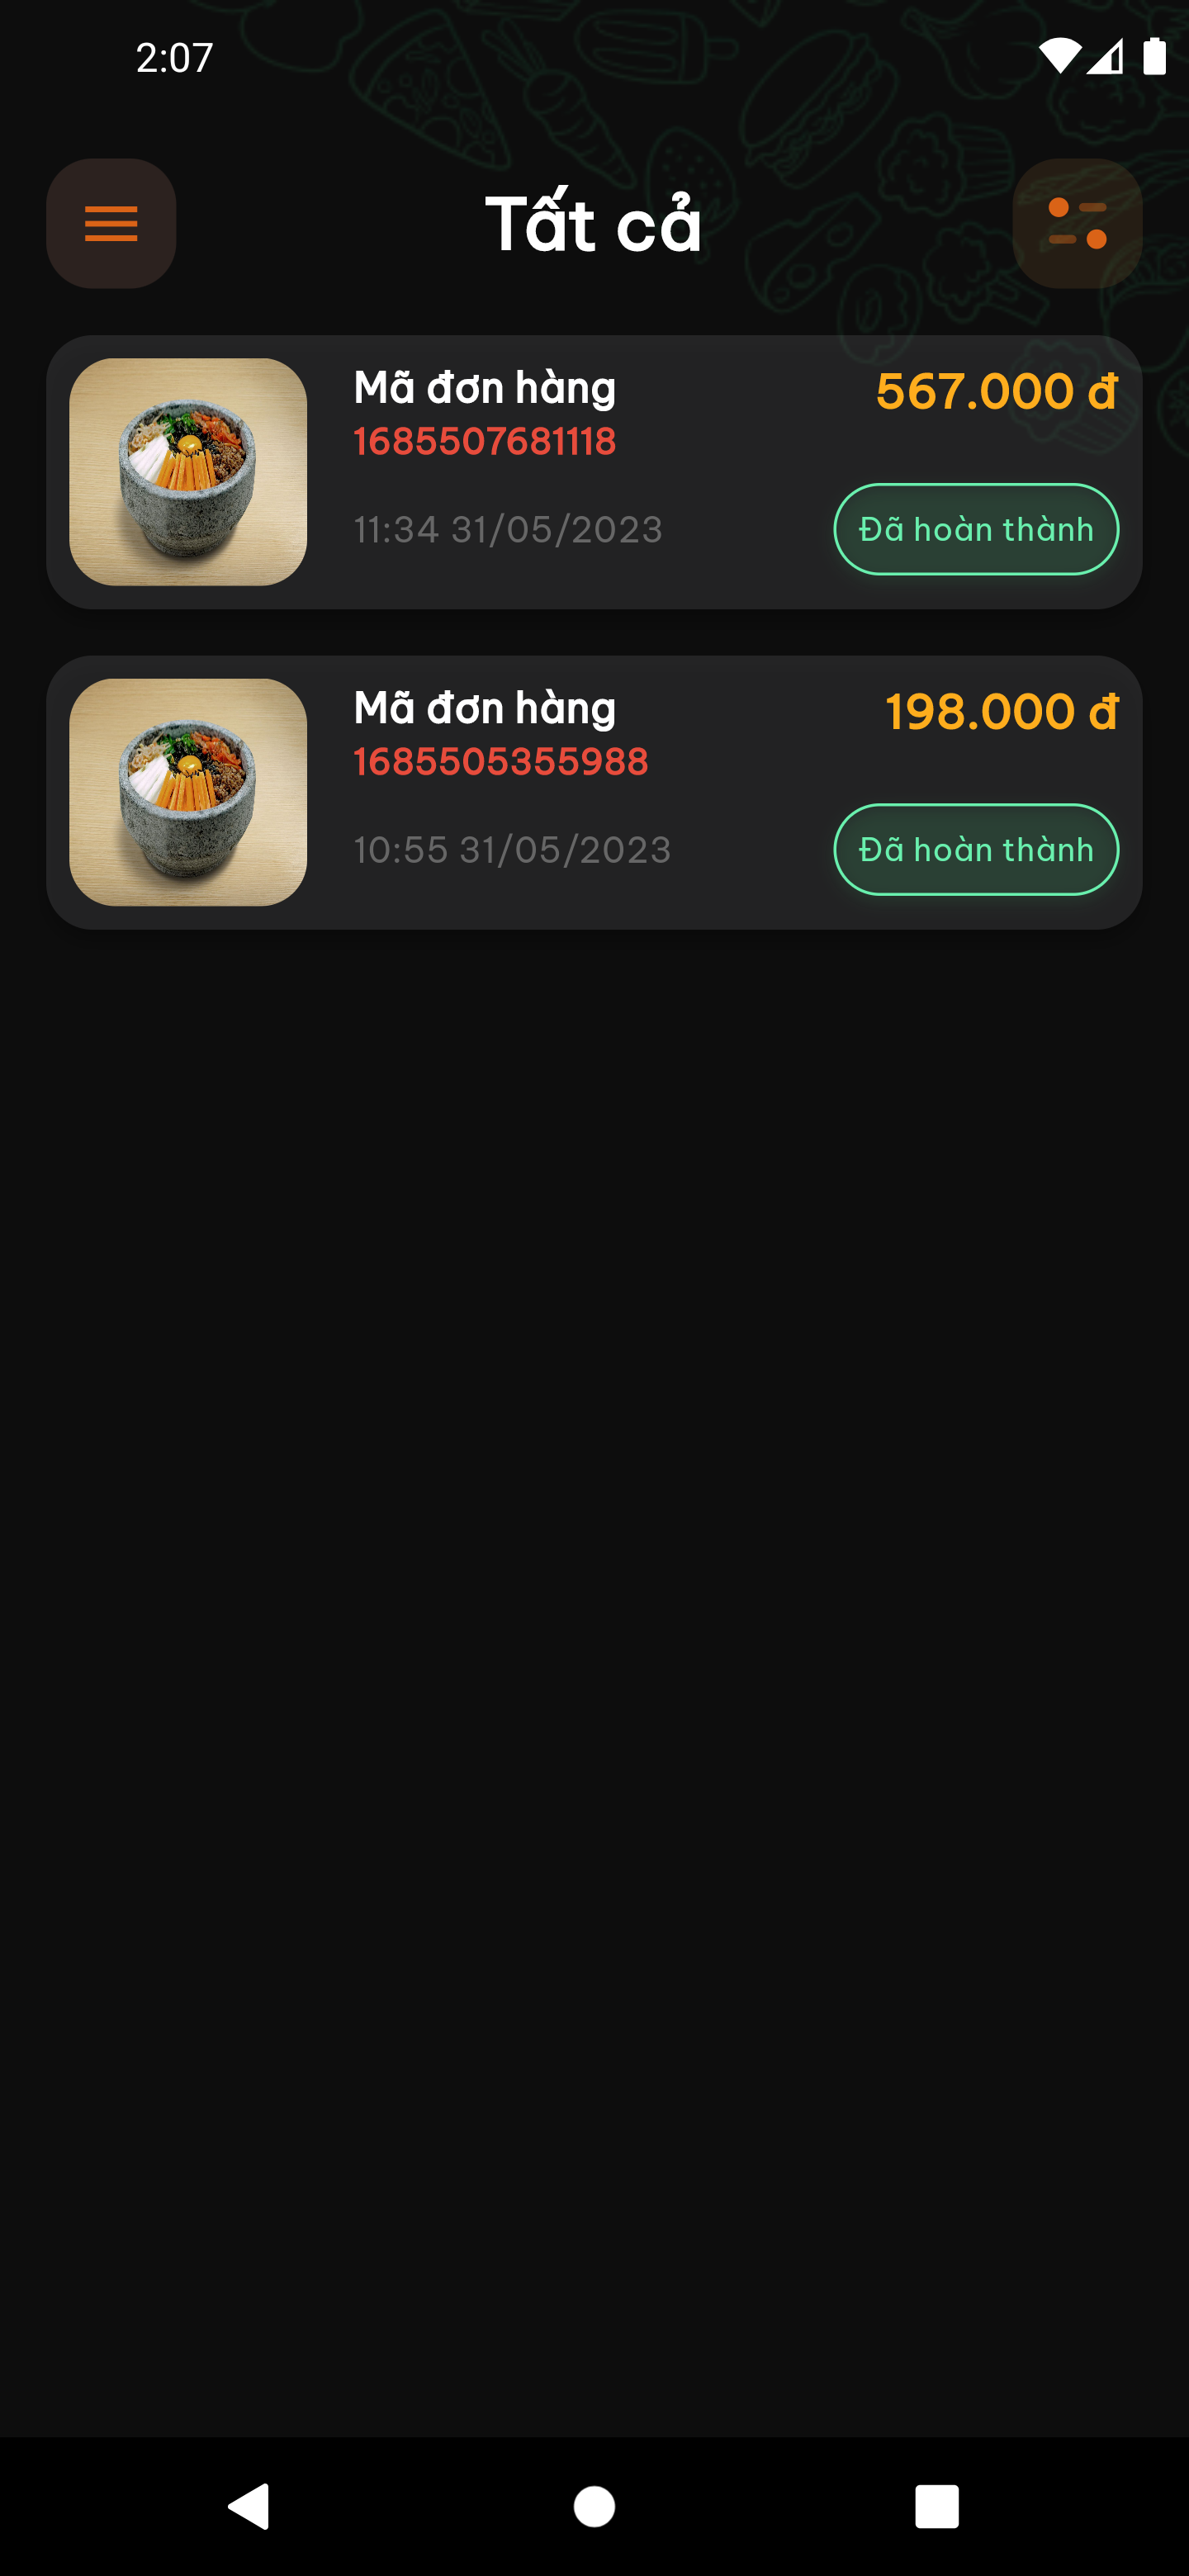 2:07
Tất cả
Mã đơn hàng
567.000 đ
1685507681118
11:34 31/05/2023
Đã hoàn thành
Mã đơn hàng
198.000 đ
1685505355988
10:55 31/05/2023
Đã hoàn thành